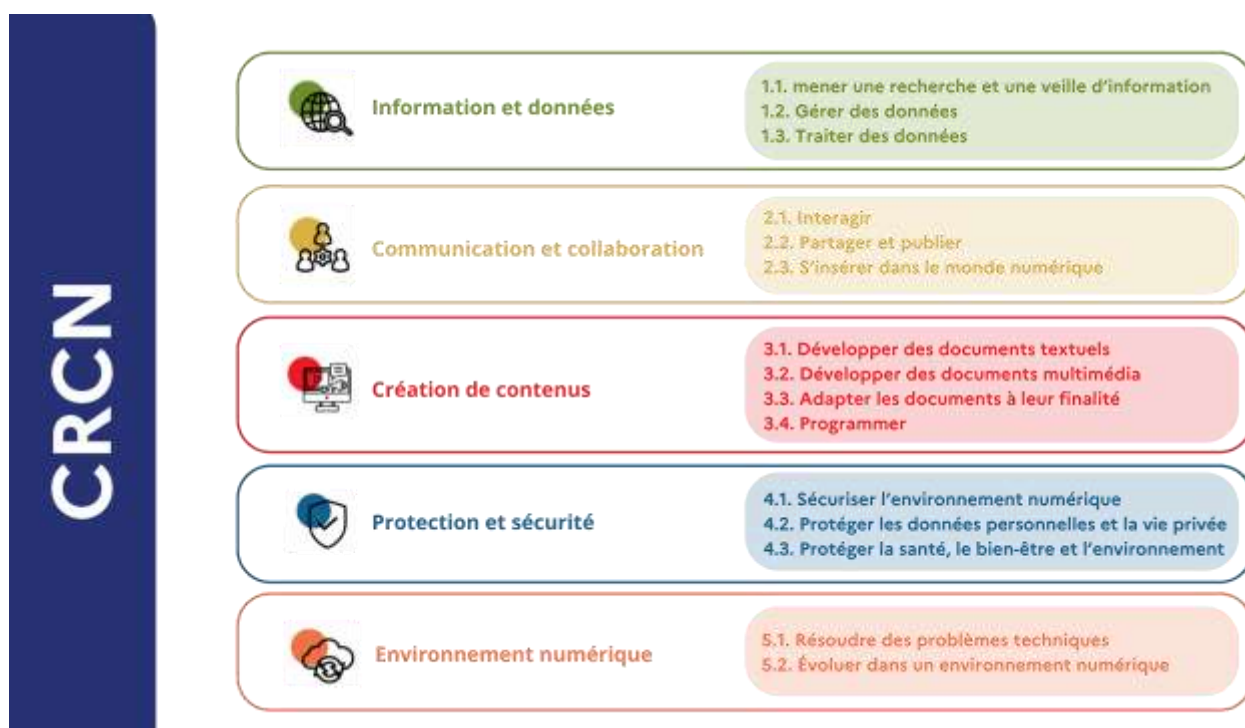 CRCN
Information et données
1.1. mener une recherche et une veille d'information
1.2. Gérer des données
1.3. Traiter des données
Communication et collaboration
2.1. Interagir
2.2. Partager et publier
2.3. S'insérer dans le monde numérique
Création de contenus
3.1. Développer des documents textuels
3.2. Développer des documents multimédia
3.3. Adapter les documents à leur finalité
3.4. Programmer
Protection et sécurité
4.1. Sécuriser l'environnement numérique
4.2. Protéger les données personnelles et la vie privée
4.3. Protéger la santé, le bien-être et l'environnement
Environnement numérique
5.1. Résoudre des problèmes techniques
5.2. Évoluer dans un environnement numérique